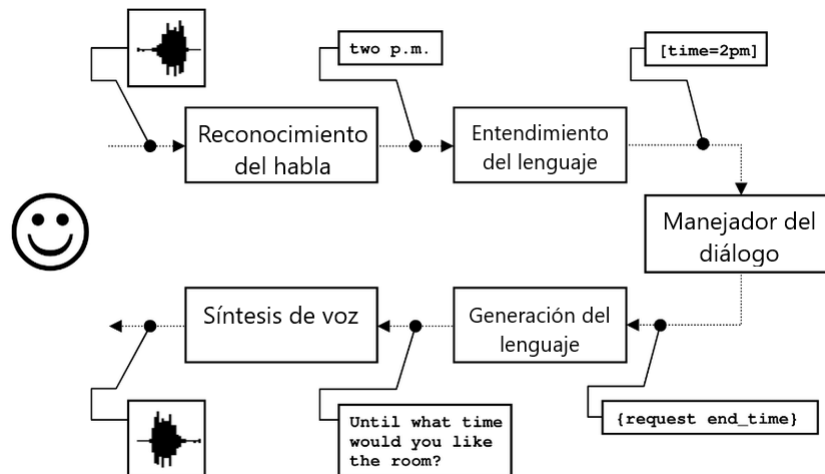 two p.m.
[time=2pm]
Reconocimiento
del habla
Entendimiento
del lenguaje
Manejador del
diálogo
Síntesis de voz
Generación del
lenguaje
Until what time
would you like
the room?
{request end_time}